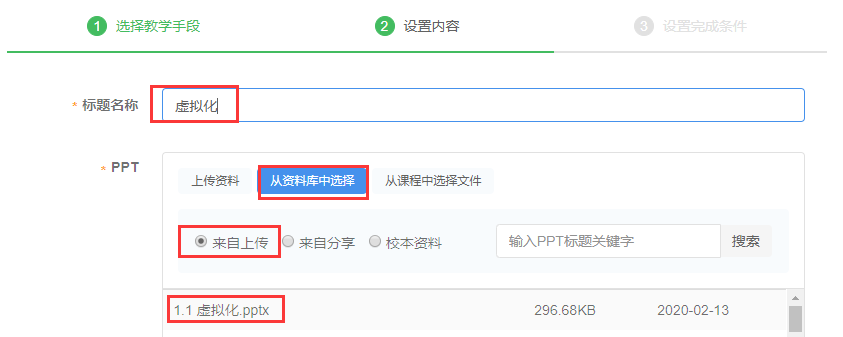 1 选择教学手段 2 设置内容 3 设置完成条件
* 标题名称 虚拟化
* PPT 上传资料 从资料库中选择 从课程中选择文件
来自上传 来自分享 校本资料 输入PPT标题关键字 搜索
1.1 虚拟化.pptx 296.68KB 2020-02-13